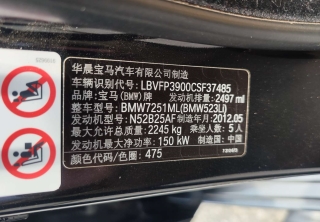 华晨宝马汽车有限公司制造
车辆识别代号:LBVFP3900CSF37485
品牌:宝马(BMW)牌 发动机排量:2497 ml
整车型号:BMW7251ML(BMW523LI)
发动机型号:N52B25AF 制造年月:2012.05
最大总质量:2245 kg 乘坐人数:5 人
发动机最大净功率:150 kW 制造国:中国
颜色代码/色图:475